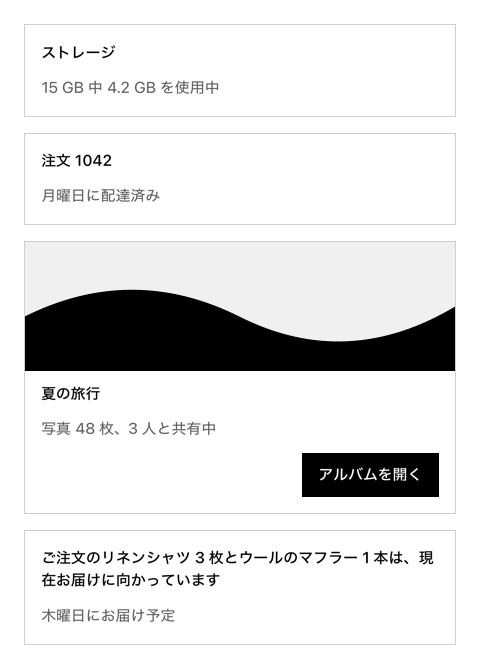 ストレージ
15 GB 中 4.2 GB を使用中
注文 1042
月曜日に配達済み
夏の旅行
写真 48 枚、3 人と共有中
アルバムを開く
ご注文のリネンシャツ 3 枚とウールのマフラー 1 本は、現
在お届けに向かっています
木曜日にお届け予定